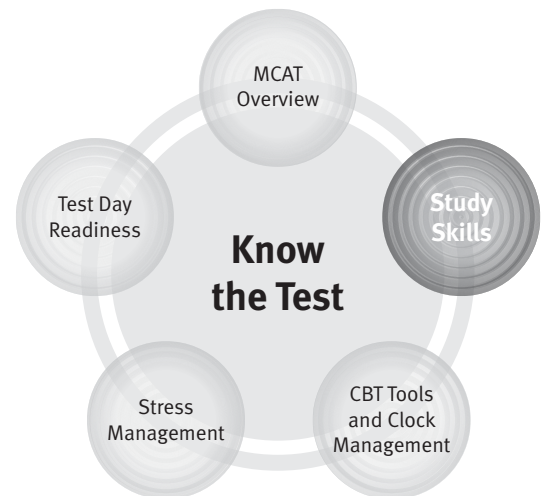 MCAT
Overview
Test Day
Readiness
Study
Skills
Know
the Test
Stress
Management
CBT Tools
and Clock
Management